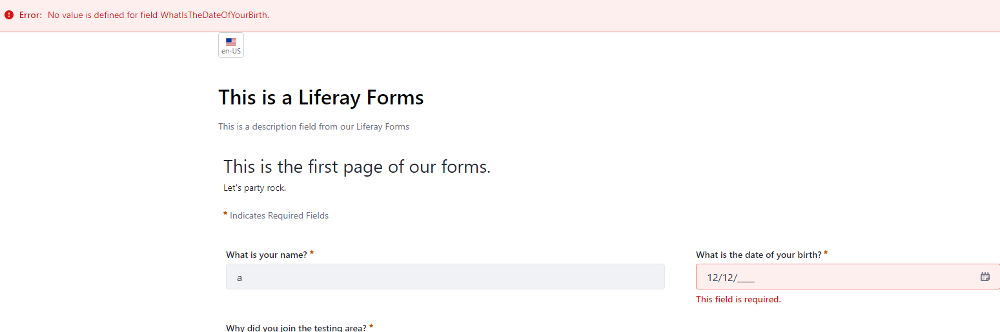 Error: No value is defined for field WhatIsTheDateOfYourBirth.
en-US
This is a Liferay Forms
This is a description field from our Liferay Forms
This is the first page of our forms.
Let's party rock.
* Indicates Required Fields
What is your name? *
a
What is the date of your birth? *
12/12/____
This field is required.
Why did you join the testing area? *